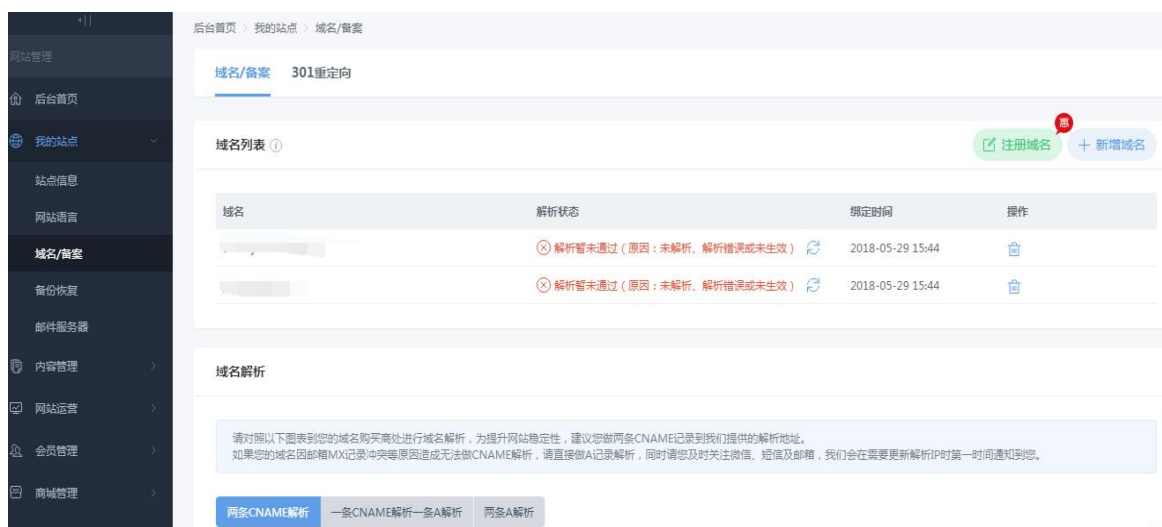 后台首页 > 我的站点 > 域名/备案
网站管理
后台首页
我的站点
站点信息
网站语言
域名/备案
备份恢复
邮件服务器
内容管理
网站运营
会员管理
商城管理
域名/备案 301重定向
域名列表
惠
注册域名
+ 新增域名
域名 解析状态 绑定时间 操作
解析暂未通过 ( 原因 : 未解析、解析错误或未生效 ) 2018-05-29 15:44
解析暂未通过 ( 原因 : 未解析、解析错误或未生效 ) 2018-05-29 15:44
域名解析
请对照以下图表到您的域名购买商处进行域名解析，为提升网站稳定性，建议您做两条CNAME记录到我们提供的解析地址。
如果您的域名因邮箱MX记录冲突等原因造成无法做CNAME解析，请直接做A记录解析，同时请您及时关注微信、短信及邮箱，我们会在需要更新解析IP时第一时间通知到您。
两条CNAME解析 一条CNAME解析一条A解析 两条A解析